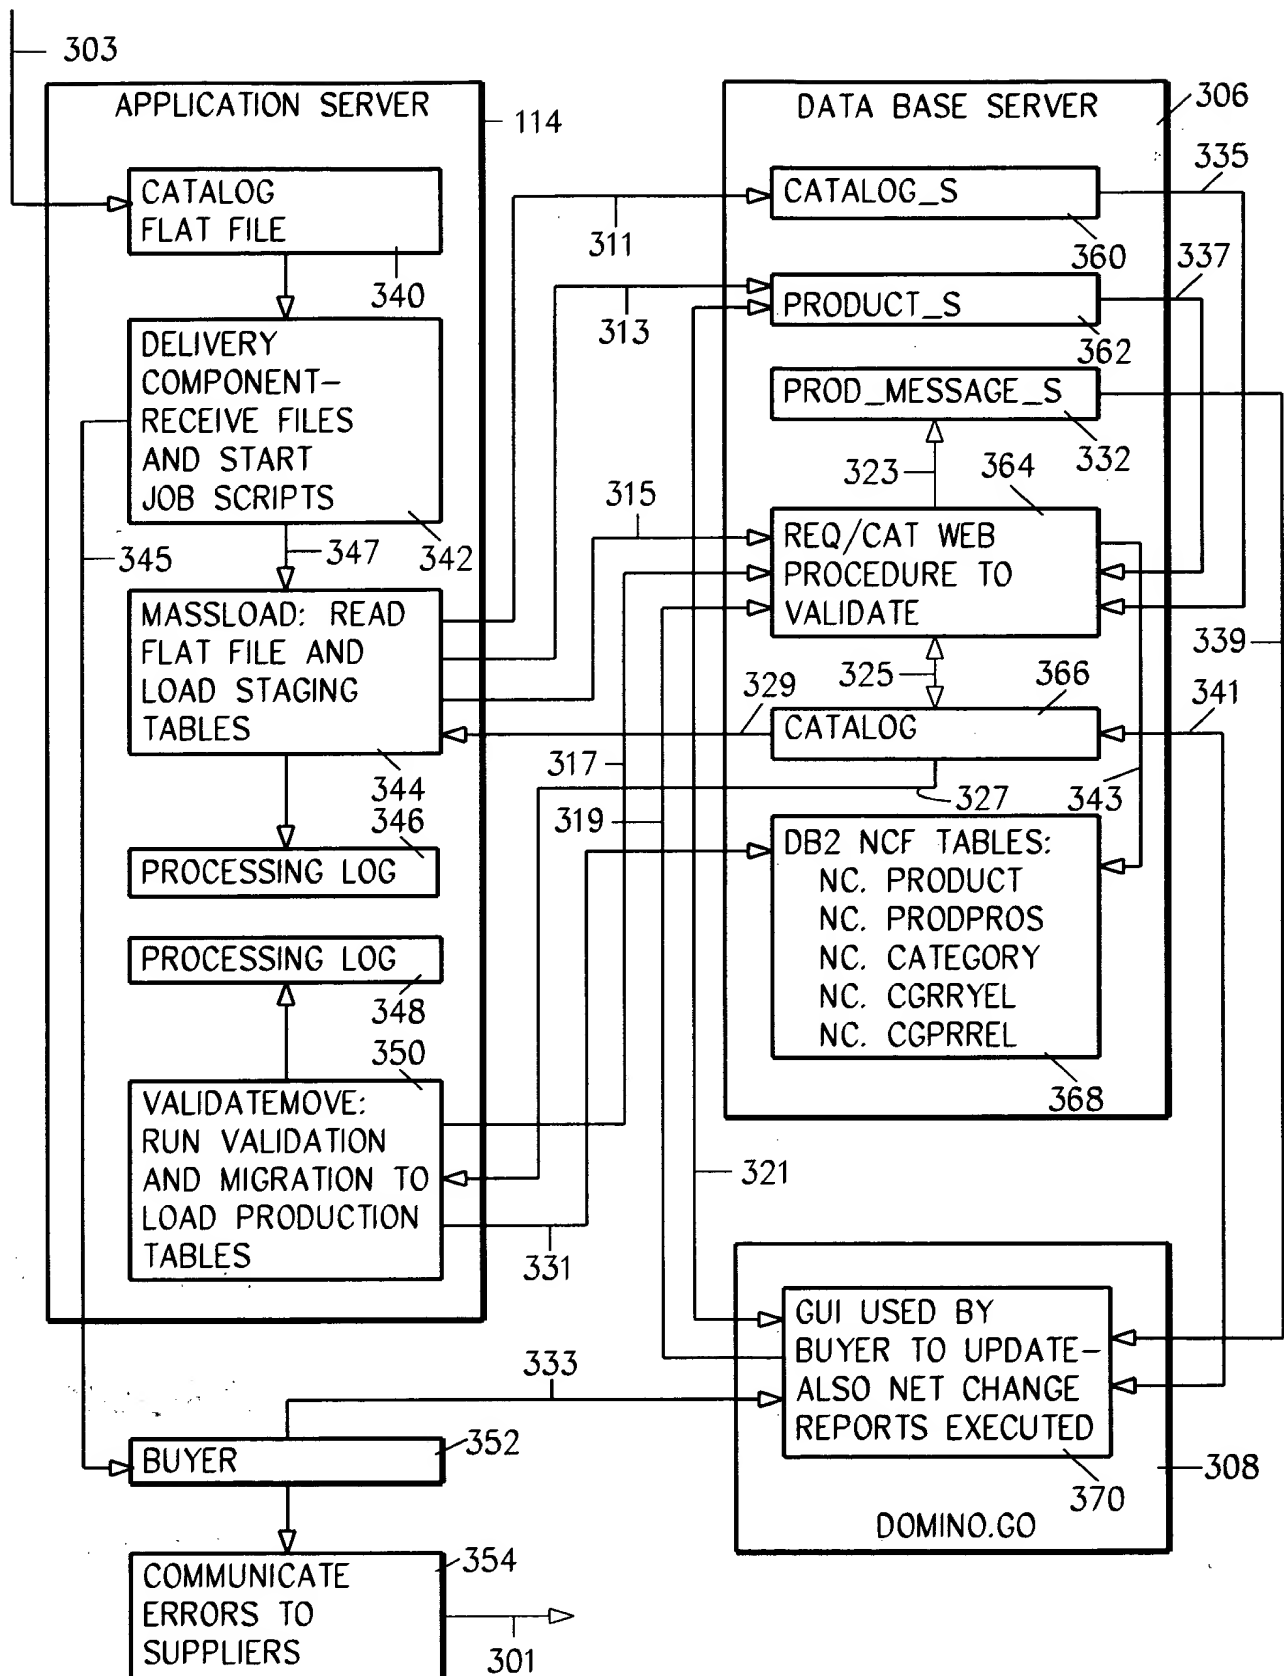 303
APPLICATION SERVER
114
CATALOG
FLAT FILE
340
DELIVERY
COMPONENT-
RECEIVE FILES
AND START
JOB SCRIPTS
342
345
347
MASSLOAD: READ
FLAT FILE AND
LOAD STAGING
TABLES
344
346
PROCESSING LOG
PROCESSING LOG
348
350
VALIDATEMOVE:
RUN VALIDATION
AND MIGRATION TO
LOAD PRODUCTION
TABLES
311
313
315
329
317
319
327
331
321
333
DATA BASE SERVER
306
335
CATALOG_S
360
337
PRODUCT_S
362
PROD_MESSAGE_S
332
323
364
REQ/CAT WEB
PROCEDURE TO
VALIDATE
339
325
366
341
CATALOG
343
DB2 NCF TABLES:
NC. PRODUCT
NC. PRODPROS
NC. CATEGORY
NC. CGRRYEL
NC. CGPRREL
368
GUI USED BY
BUYER TO UPDATE-
ALSO NET CHANGE
REPORTS EXECUTED
370
308
DOMINO.GO
BUYER
352
354
COMMUNICATE
ERRORS TO
SUPPLIERS
301